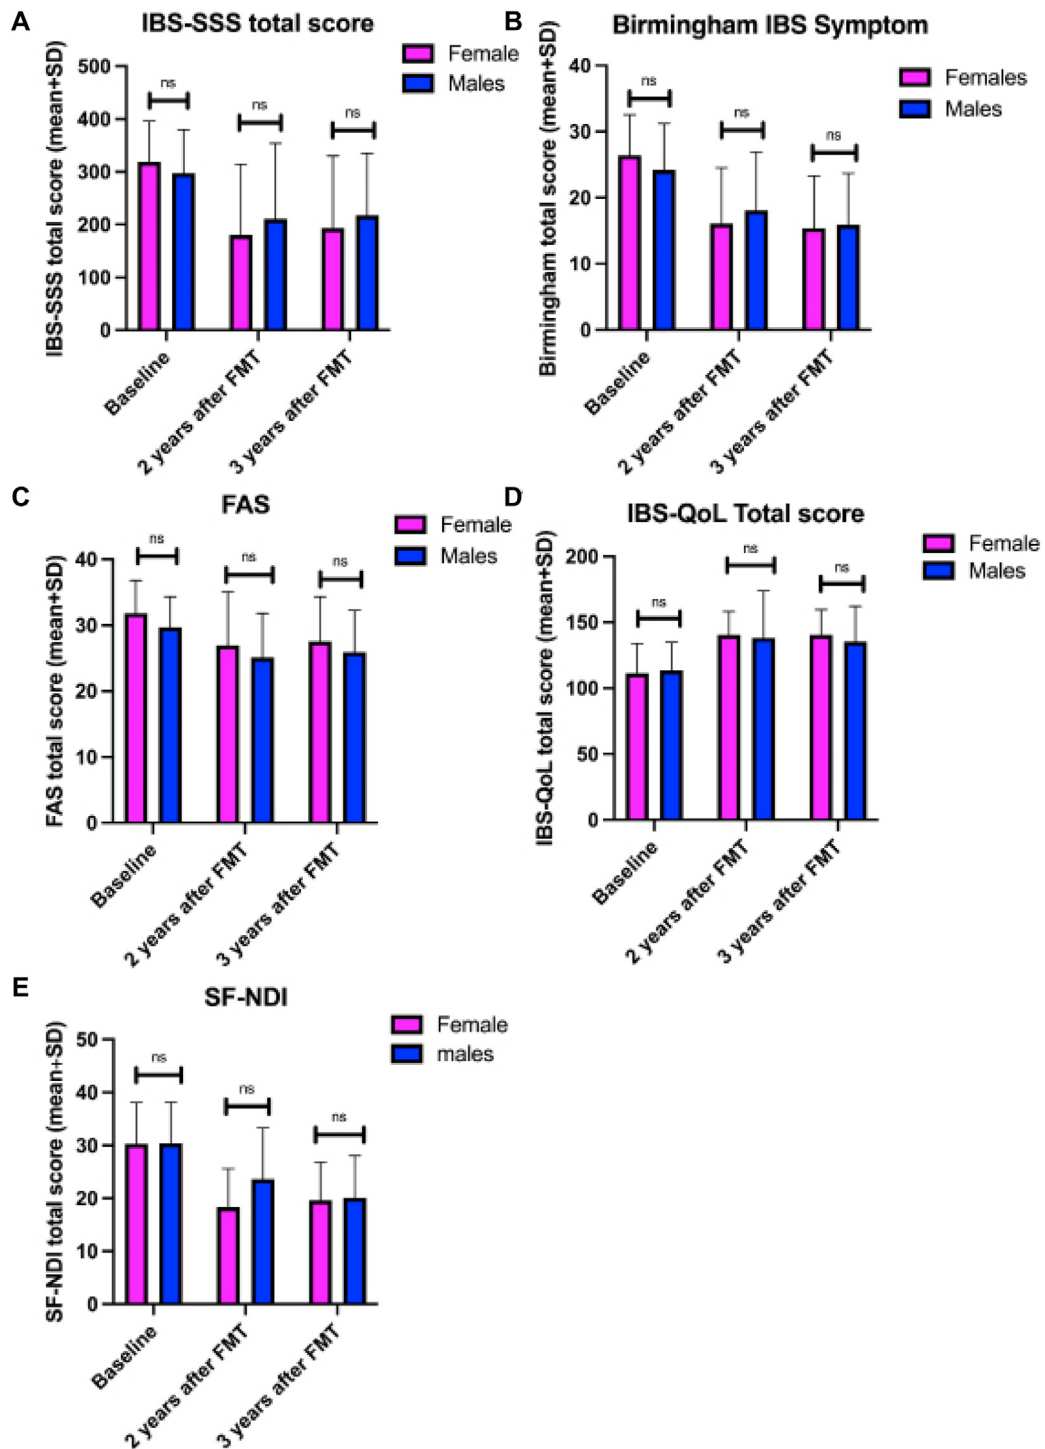 A
IBS-SSS total score
Female
Males
IBS-SSS total score (mean+SD)
500
400
300
200
100
0
ns
ns
ns
Baseline
2 years after FMT
3 years after FMT
B
Birmingham IBS Symptom
Females
Males
Birmingham total score (mean+SD)
40
30
20
10
0
ns
ns
ns
Baseline
2 years after FMT
3 years after FMT
C
FAS
Female
Males
FAS total score (mean+SD)
40
30
20
10
0
ns
ns
ns
Baseline
2 years after FMT
3 years after FMT
D
IBS-QoL Total score
Female
Males
IBS-QoL total score (mean+SD)
200
150
100
50
0
ns
ns
ns
Baseline
2 years after FMT
3 years after FMT
E
SF-NDI
Female
males
SF-NDI total score (mean+SD)
50
40
30
20
10
0
ns
ns
ns
Baseline
2 years after FMT
3 years after FMT